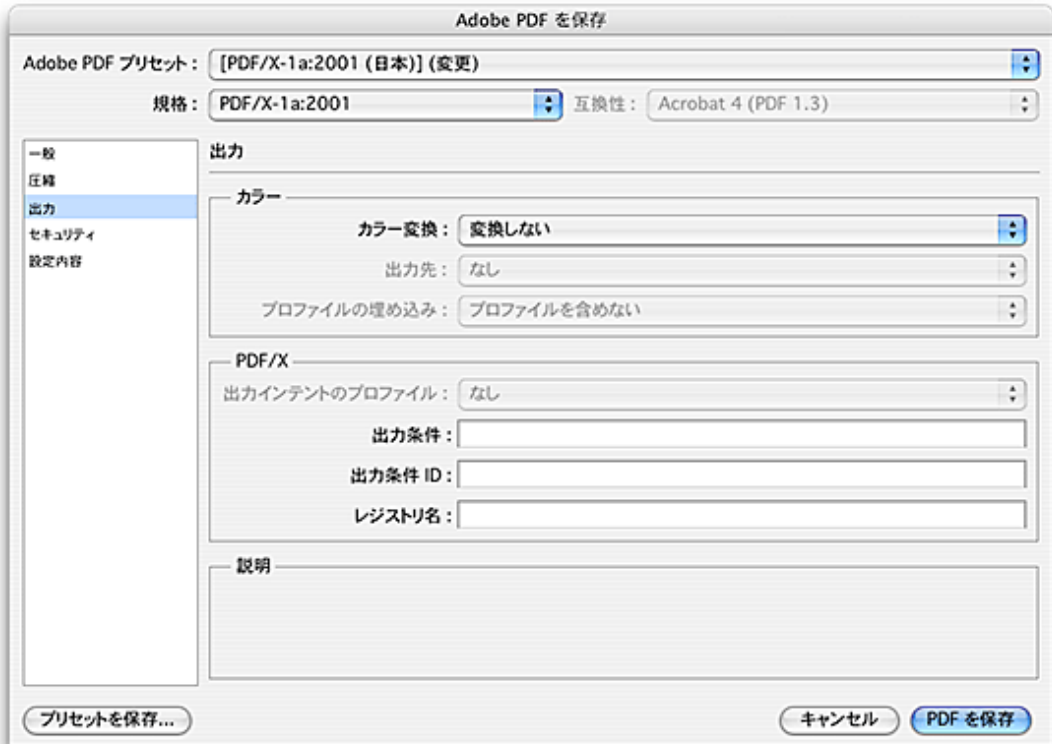 Adobe PDF を保存
Adobe PDF プリセット： [PDF/X-1a:2001 (日本)] (変更)
規格： PDF/X-1a:2001 互換性： Acrobat 4 (PDF 1.3)
一般
圧縮
出力
セキュリティ
設定内容
出力
カラー
カラー変換： 変換しない
出力先： なし
プロファイルの埋め込み： プロファイルを含めない
PDF/X
出力インテントのプロファイル： なし
出力条件：
出力条件 ID：
レジストリ名：
説明
プリセットを保存... キャンセル PDF を保存